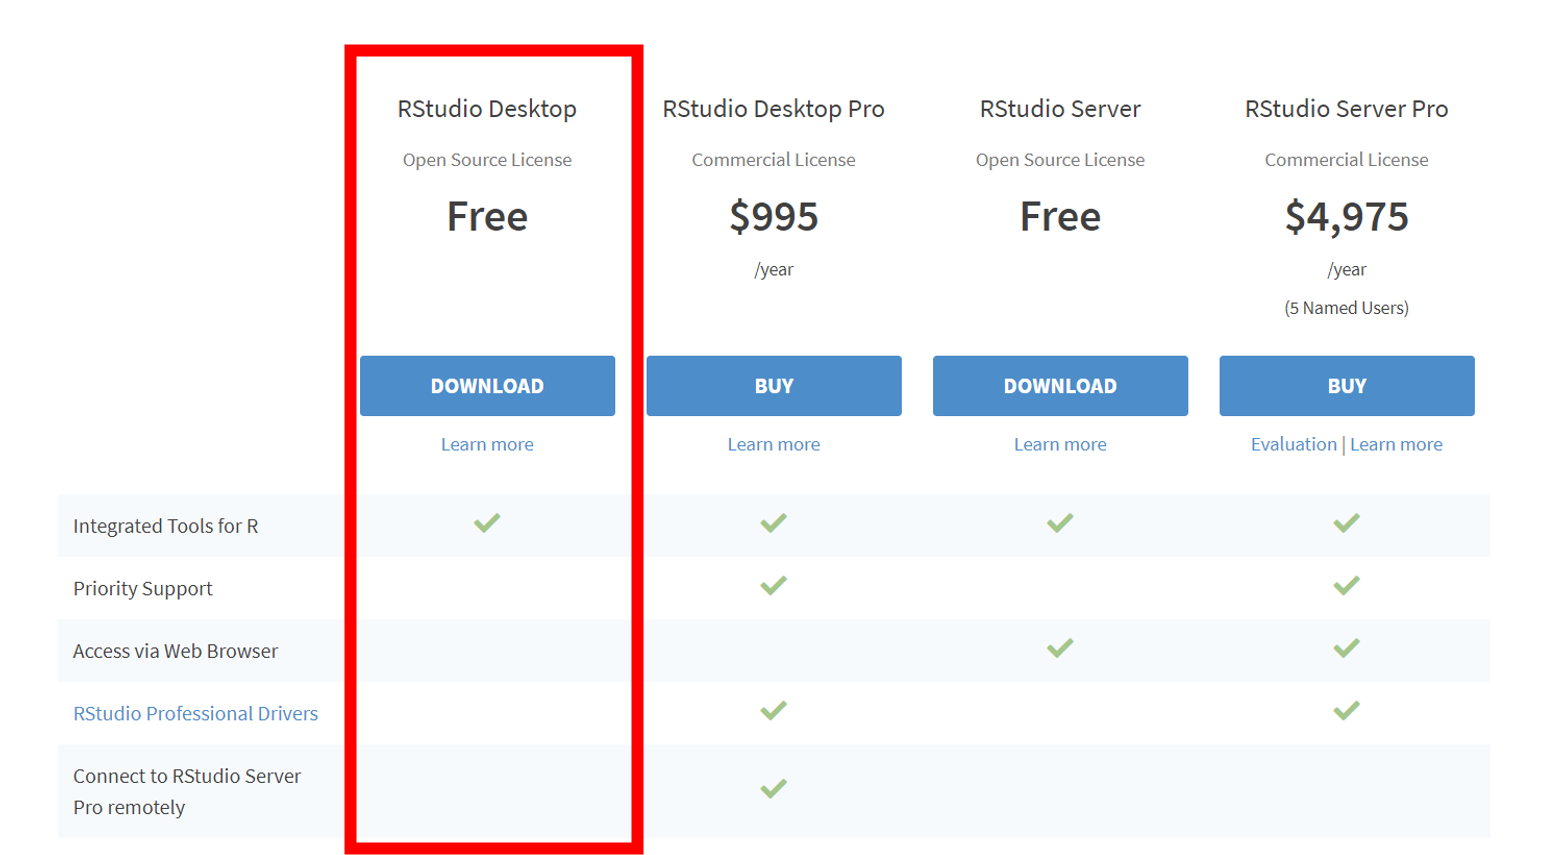 RStudio Desktop
Open Source License
Free
DOWNLOAD
Learn more
RStudio Desktop Pro
Commercial License
$995
/year
BUY
Learn more
RStudio Server
Open Source License
Free
DOWNLOAD
Learn more
RStudio Server Pro
Commercial License
$4,975
/year
(5 Named Users)
BUY
Evaluation | Learn more
Integrated Tools for R
Priority Support
Access via Web Browser
RStudio Professional Drivers
Connect to RStudio Server
Pro remotely